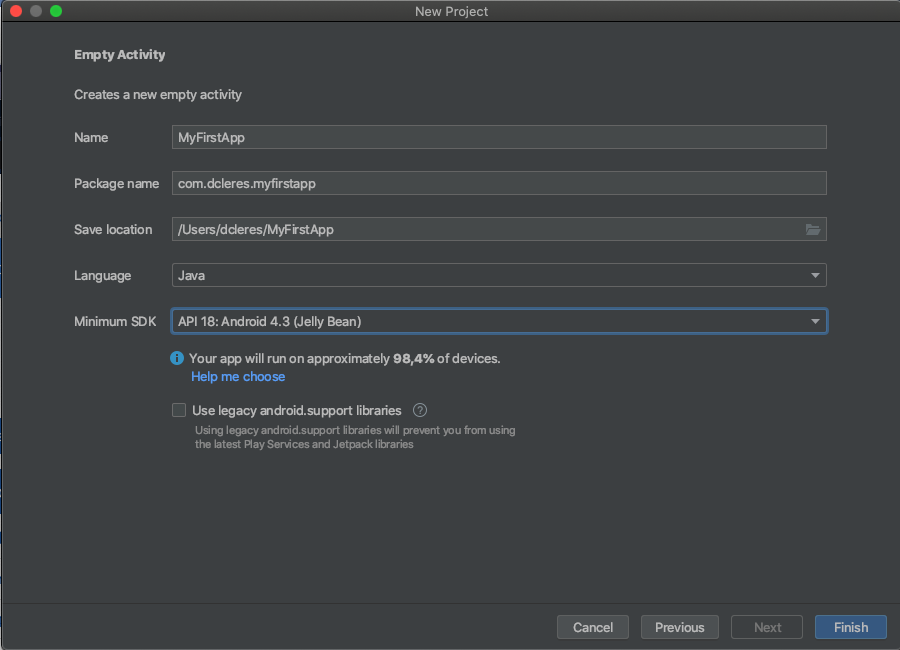 New Project
Empty Activity
Creates a new empty activity
Name MyFirstApp
Package name com.dcleres.myfirstapp
Save location /Users/dcleres/MyFirstApp
Language Java
Minimum SDK API 18: Android 4.3 (Jelly Bean)
i Your app will run on approximately 98,4% of devices.
Help me choose
Use legacy android.support libraries ?
Using legacy android.support libraries will prevent you from using
the latest Play Services and Jetpack libraries
Cancel Previous Next Finish